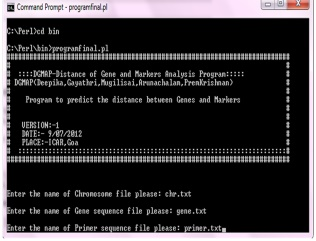 Command Prompt - programfinal.pl
C:\Perl>cd bin
C:\Perl\bin>programfinal.pl
################################################################
# ::::DGMAP-Distance of Gene and Markers Analysis Program:::::
# DGMAP(Deepika,Gayathri,Mugilisai,Arunachalan,PrenKrishnan)
# Program to predict the distance between Genes and Markers
# VERSION:-1
# DATE:- 9/07/2012
# PLACE:-ICAR,Goa
################################################################
Enter the name of Chromosome file please: chr.txt
Enter the name of Gene sequence file please: gene.txt
Enter the name of Primer sequence file please: primer.txt